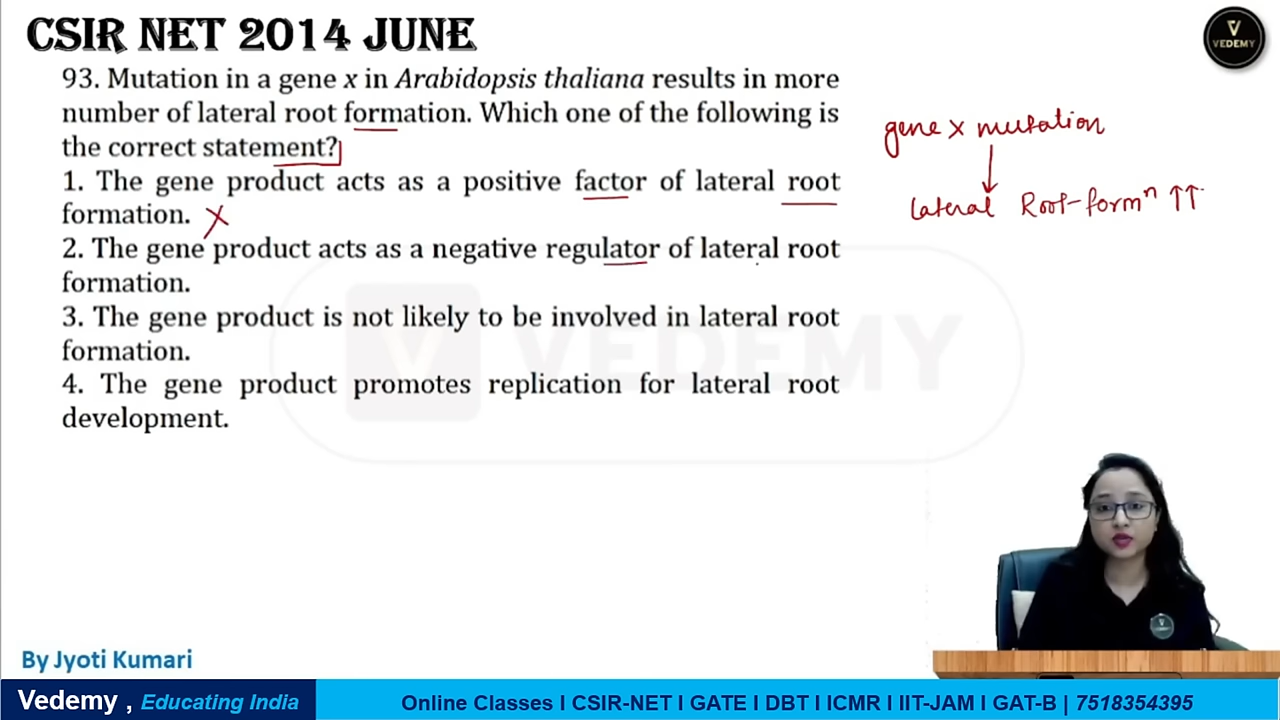 CSIR NET 2014 JUNE
V
VEDEMY
93. Mutation in a gene x in Arabidopsis thaliana results in more
number of lateral root formation. Which one of the following is
the correct statement?
1. The gene product acts as a positive factor of lateral root
formation. X
2. The gene product acts as a negative regulator of lateral root
formation.
3. The gene product is not likely to be involved in lateral root
formation.
4. The gene product promotes replication for lateral root
development.
gene x mutation
lateral Root-formⁿ ↑↑
VEDEMY
By Jyoti Kumari
Vedemy , Educating India
Online Classes I CSIR-NET I GATE I DBT I ICMR I IIT-JAM I GAT-B | 7518354395